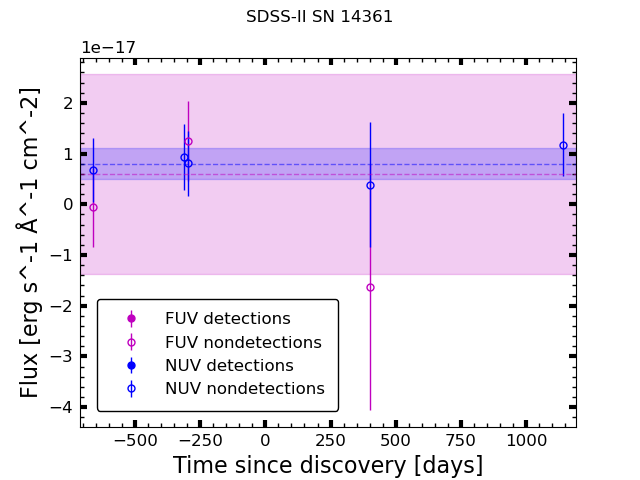 SDSS-II SN 14361
1e−17
2
1
0
−1
−2
−3
−4
Flux [erg s^-1 Å^-1 cm^-2]
FUV detections
FUV nondetections
NUV detections
NUV nondetections
−500 −250 0 250 500 750 1000
Time since discovery [days]